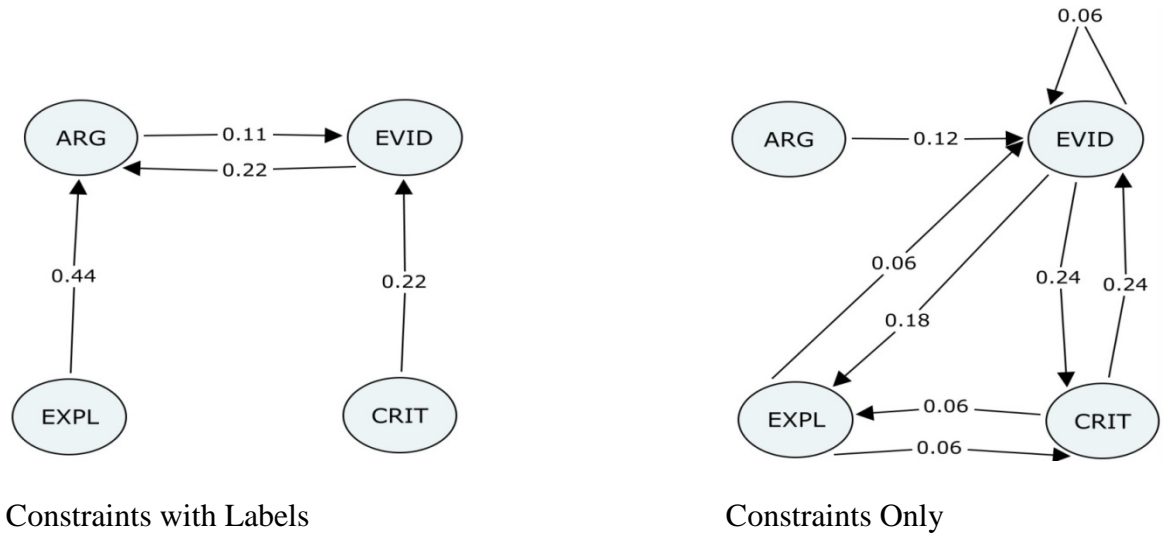 0.06
ARG
0.11
EVID
0.22
ARG
0.12
EVID
0.44
0.22
0.06
0.24
0.24
0.18
EXPL
CRIT
0.06
EXPL
CRIT
0.06
Constraints with Labels
Constraints Only